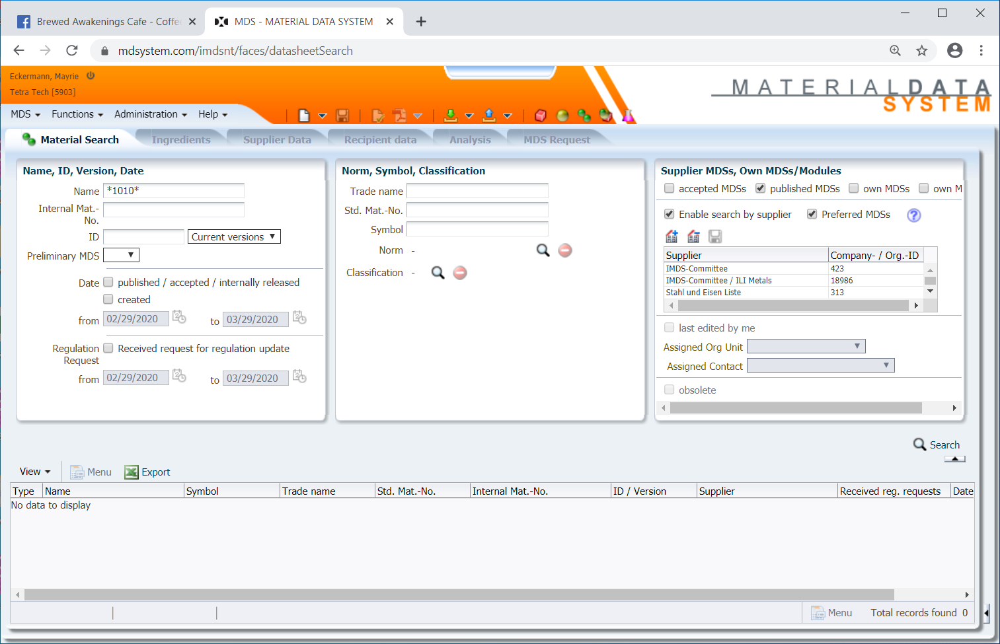 Brewed Awakenings Cafe - Coffe
MDS - MATERIAL DATA SYSTEM
mdsystem.com/imdsnt/faces/datasheetSearch
Eckermann, Mayrie
Tetra Tech [5903]
MATERIALDATA
SYSTEM
MDS Functions Administration Help
Material Search Ingredients Supplier Data Recipient data Analysis MDS Request
Name, ID, Version, Date
Name *1010*
Internal Mat.-
No.
ID Current versions
Preliminary MDS
Date published / accepted / internally released
created
from 02/29/2020 to 03/29/2020
Regulation Received request for regulation update
Request
from 02/29/2020 to 03/29/2020
Norm, Symbol, Classification
Trade name
Std. Mat.-No.
Symbol
Norm -
Classification -
Supplier MDSs, Own MDSs/Modules
accepted MDSs published MDSs own MDSs own M
Enable search by supplier Preferred MDSs ?
Supplier Company- / Org.-ID
IMDS-Committee 423
IMDS-Committee / ILI Metals 18986
Stahl und Eisen Liste 313
last edited by me
Assigned Org Unit
Assigned Contact
obsolete
Search
View Menu Export
Type Name Symbol Trade name Std. Mat.-No. Internal Mat.-No. ID / Version Supplier Received reg. requests Date
No data to display
Menu Total records found 0